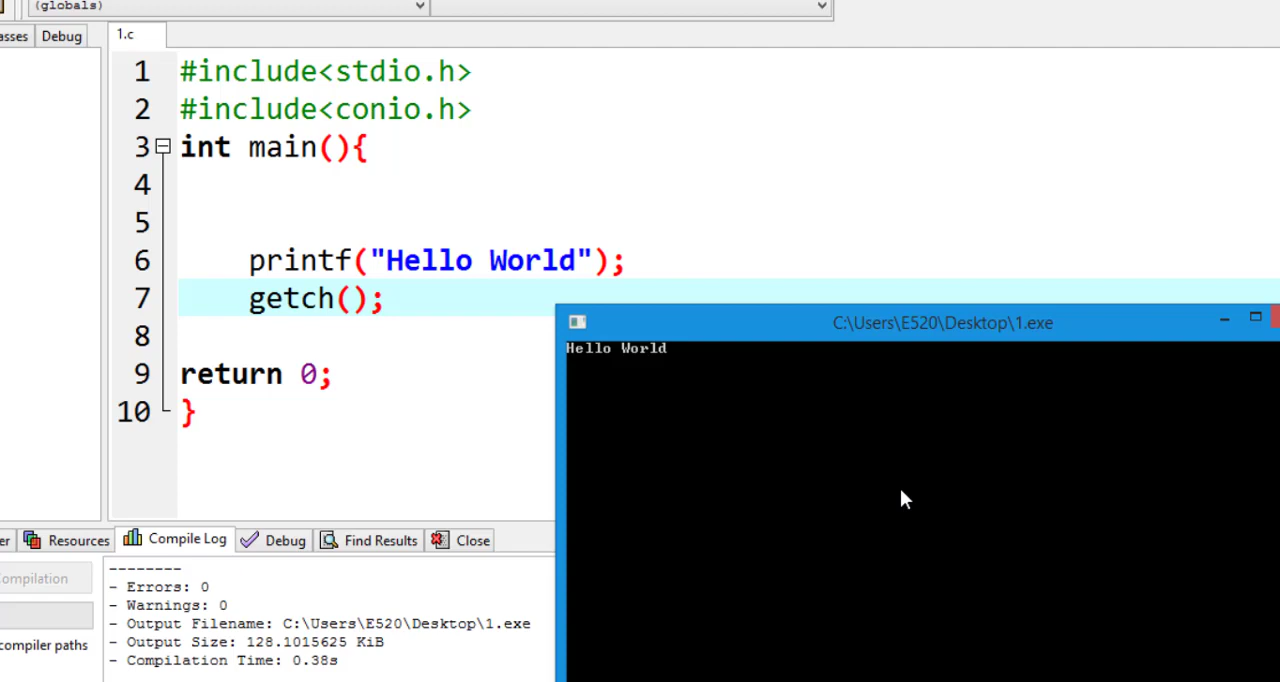 (globals)
asses Debug
1.c
1 #include<stdio.h>
2 #include<conio.h>
3 int main(){
4
5
6 printf("Hello World");
7 getch();
8
9 return 0;
10 }
C:\Users\E520\Desktop\1.exe
Hello World
er Resources Compile Log Debug Find Results Close
ompilation
compiler paths
--------
- Errors: 0
- Warnings: 0
- Output Filename: C:\Users\E520\Desktop\1.exe
- Output Size: 128.1015625 KiB
- Compilation Time: 0.38s